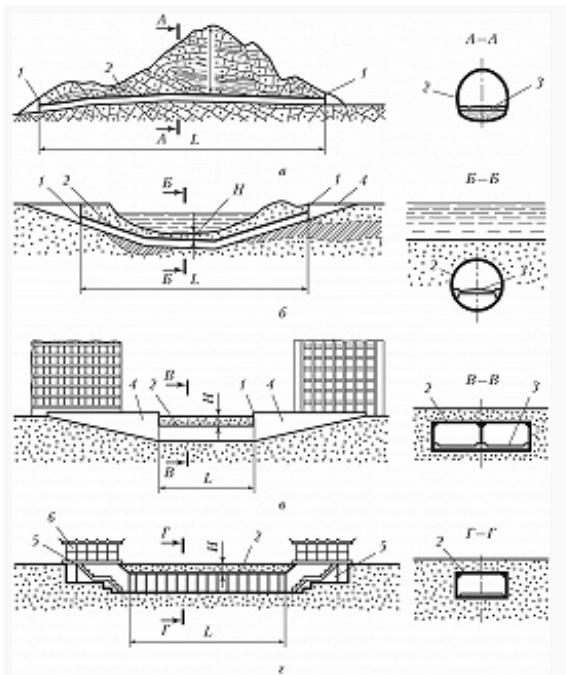 А А–А
1 2 1 2 3
А L
а
Б Б–Б
1 2 Н 1 4
Б L 2 3
б
В В–В
4 2 Н 1 4 2 3
В L
в
6 Г Г–Г
5 Н 2 5 2
Г L
г